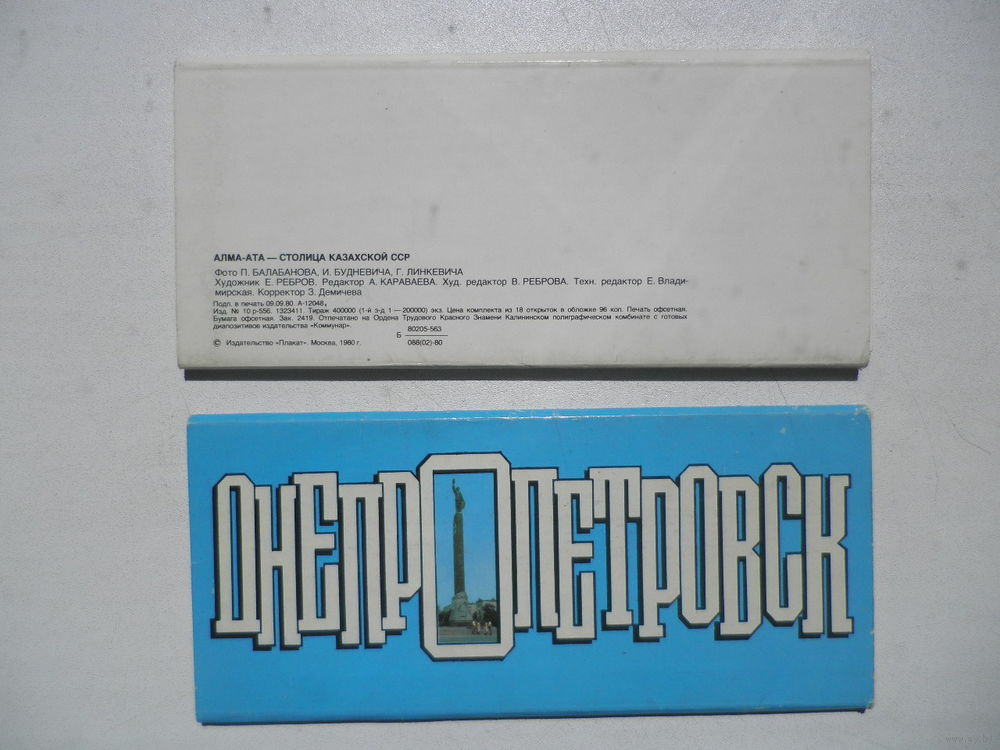 АЛМА-АТА — СТОЛИЦА КАЗАХСКОЙ ССР
Фото П. БАЛАБАНОВА, И. БУДНЕВИЧА, Г. ЛИНКЕВИЧА
Художник Е. РЕБРОВ. Редактор А. КАРАВАЕВА. Худ. редактор В. РЕБРОВА. Техн. редактор Е. Влади-
мирская. Корректор З. Демичева
Подп. в печать 09.09.80. А-12048.
Изд. № 10 р-556. 1323411. Тираж 400000 (1-й з-д 1 — 200000) экз. Цена комплекта из 18 открыток в обложке 96 коп. Печать офсетная.
Бумага офсетная. Зак. 2419. Отпечатано на Ордена Трудового Красного Знамени Калининском полиграфическом комбинате с готовых
диапозитивов издательства «Коммунар».
Б 80205-563
088(02)-80
© Издательство «Плакат». Москва, 1980 г.
ДНЕПРОПЕТРОВСК